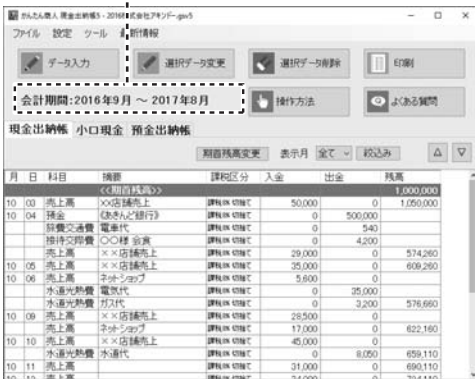 かんたん商人 現金出納帳5 - 2016株式会社アキンドー.gsv5
ファイル 設定 ツール 最新情報
データ入力 選択データ変更 選択データ削除 印刷
会計期間:2016年9月 ～ 2017年8月 操作方法 よくある質問
現金出納帳 小口現金 預金出納帳
期首残高変更 表示月 全て 絞込み △ ▽
月 日 科目 摘要 課税区分 入金 出金 残高
<<期首残高>> 1,000,000
10 03 売上高 ××店舗売上 50,000 0 1,050,000
10 04 預金 《あきんど銀行》 0 500,000
旅費交通費 電車代 0 540
接待交際費 〇〇様 会食 0 4,200
売上高 ××店舗売上 29,000 0 574,260
10 05 売上高 ××店舗売上 35,000 0 609,260
10 06 売上高 ネットショップ 5,600 0
水道光熱費 電気代 0 35,000
水道光熱費 ガス代 0 3,200 576,660
10 09 売上高 ××店舗売上 28,500 0
売上高 ネットショップ 17,000 0 622,160
10 10 売上高 ××店舗売上 45,000 0
水道光熱費 水道代 0 8,050 659,110
10 11 売上高 31,000 0 690,110
10 12 売上高